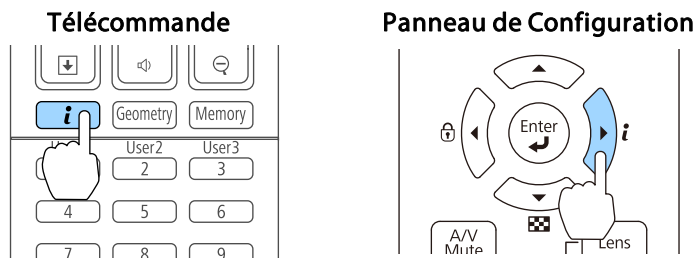 Télécommande
Panneau de Configuration
i
Geometry
Memory
User2
User3
2
3
4
5
6
7
8
9
Enter
i
A/V
Mute
Lens